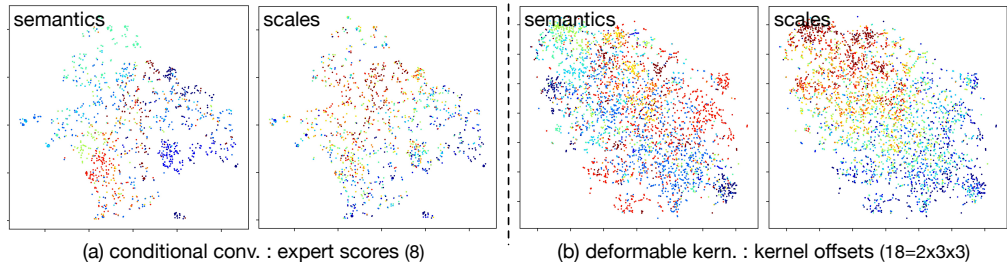 semantics
scales
semantics
scales
(a) conditional conv. : expert scores (8)
(b) deformable kern. : kernel offsets (18=2x3x3)